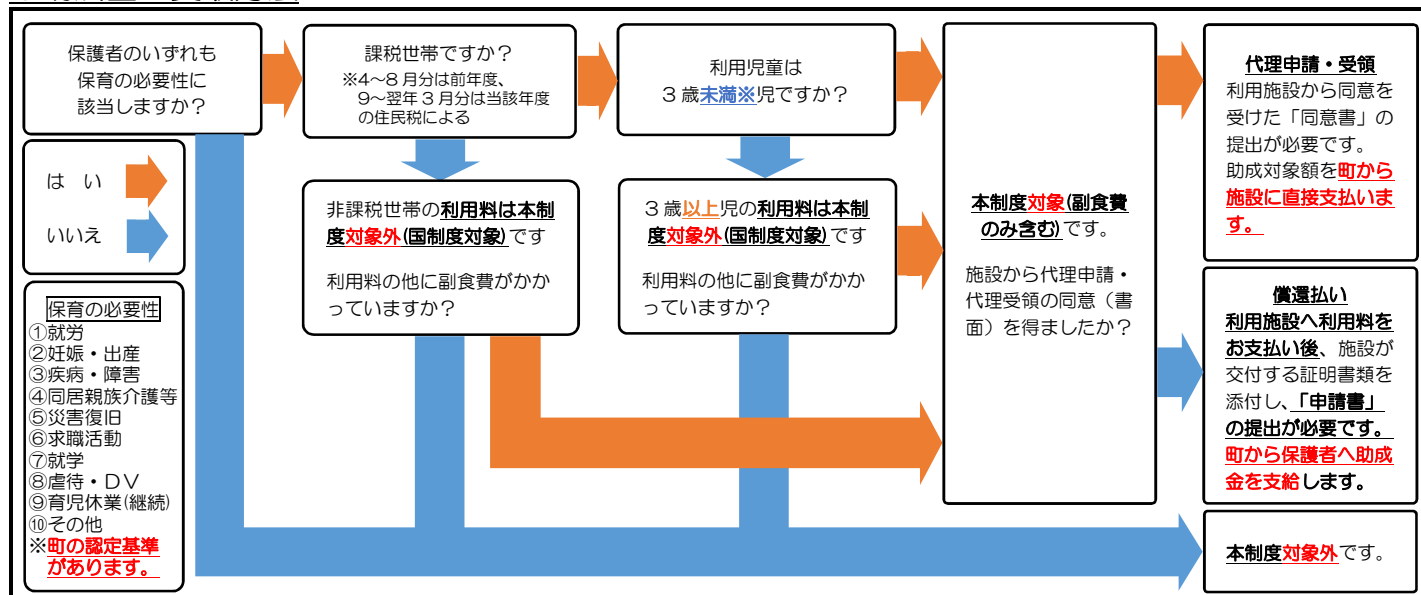 保護者のいずれも
保育の必要性に
該当しますか？
は　い
いいえ
保育の必要性
①就労
②妊娠・出産
③疾病・障害
④同居親族介護等
⑤災害復旧
⑥求職活動
⑦就学
⑧虐待・ＤＶ
⑨育児休業(継続)
⑩その他
※町の認定基準
があります。
課税世帯ですか？
※4～8月分は前年度、
9～翌年3月分は当該年度
の住民税による
非課税世帯の利用料は本制
度対象外(国制度対象)です
利用料の他に副食費がかか
っていますか？
利用児童は
３歳未満※児ですか？
３歳以上児の利用料は本制
度対象外(国制度対象)です
利用料の他に副食費がかか
っていますか？
本制度対象(副食費
のみ含む)です。
施設から代理申請・
代理受領の同意（書
面）を得ましたか？
代理申請・受領
利用施設から同意を
受けた「同意書」の
提出が必要です。
助成対象額を町から
施設に直接支払いま
す。
償還払い
利用施設へ利用料を
お支払い後、施設が
交付する証明書類を
添付し、「申請書」
の提出が必要です。
町から保護者へ助成
金を支給します。
本制度対象外です。